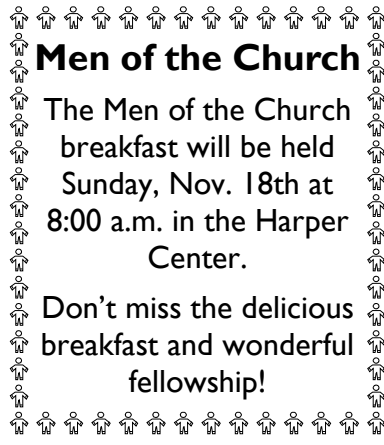 Men of the Church
The Men of the Church
breakfast will be held
Sunday, Nov. 18th at
8:00 a.m. in the Harper
Center.
Don’t miss the delicious
breakfast and wonderful
fellowship!